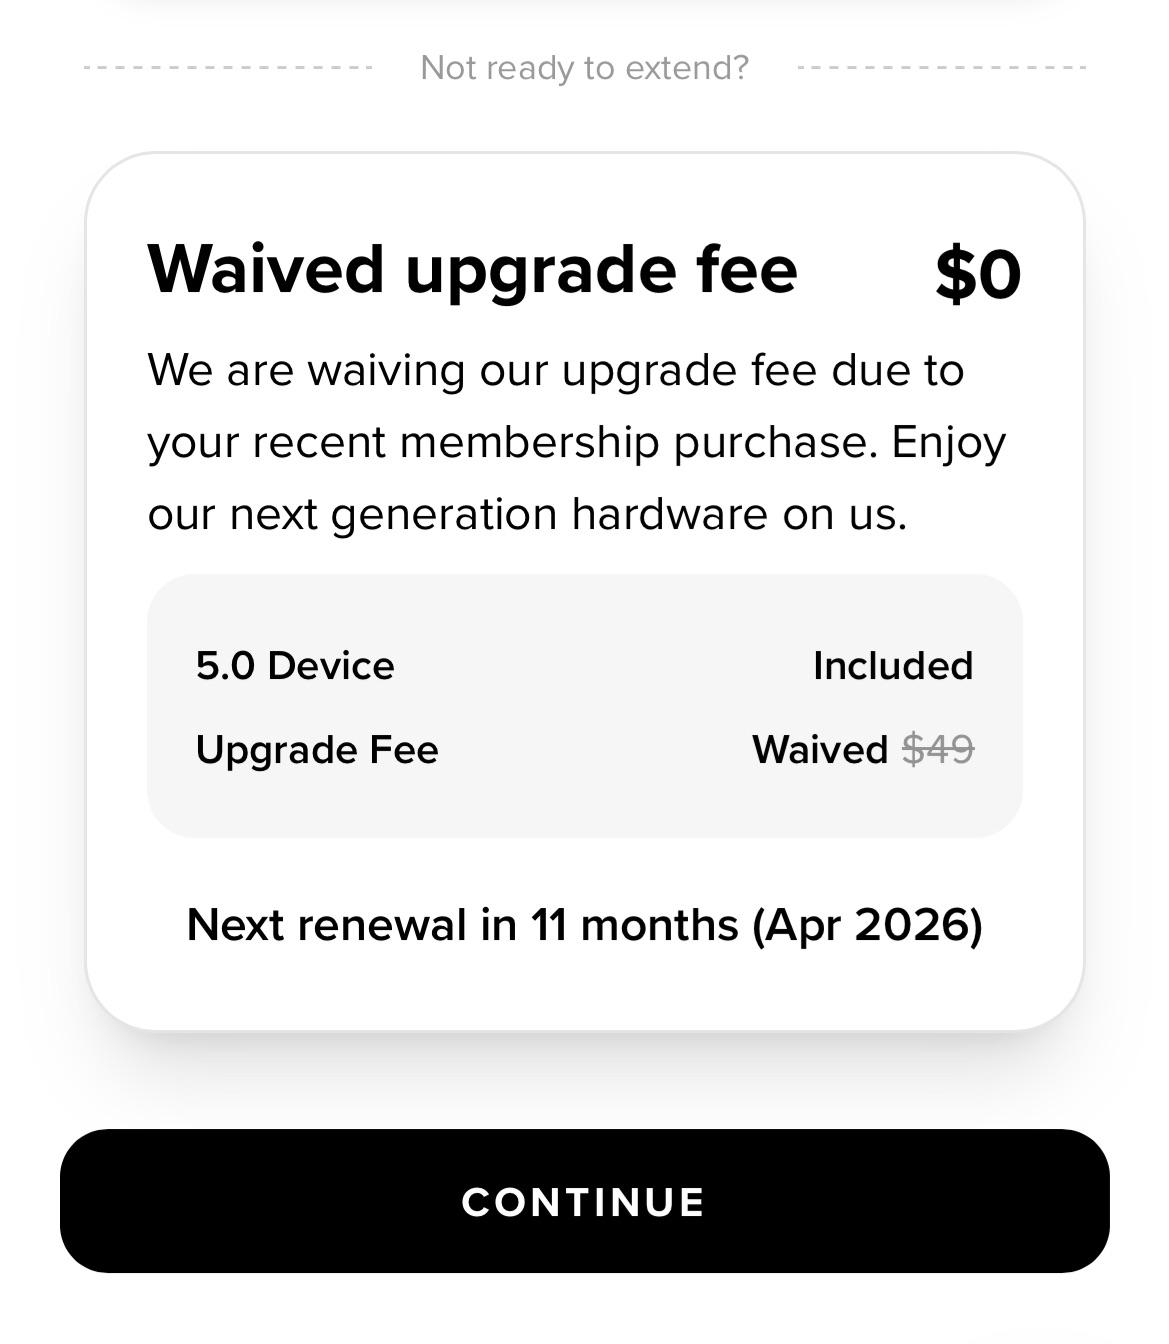 Not ready to extend?
Waived upgrade fee $0
We are waiving our upgrade fee due to
your recent membership purchase. Enjoy
our next generation hardware on us.
5.0 Device Included
Upgrade Fee Waived $49
Next renewal in 11 months (Apr 2026)
CONTINUE